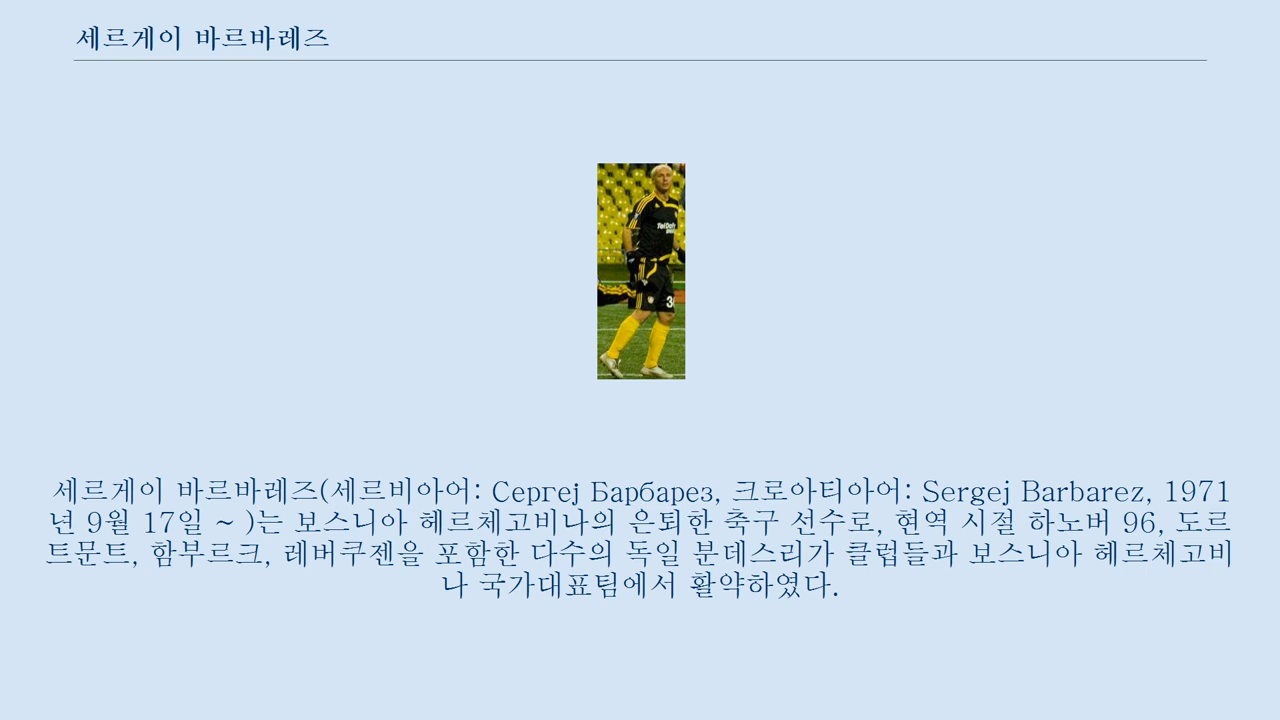 세르게이 바르바레즈
세르게이 바르바레즈(세르비아어: Сергеј Барбарез, 크로아티아어: Sergej Barbarez, 1971
년 9월 17일 ~ )는 보스니아 헤르체고비나의 은퇴한 축구 선수로, 현역 시절 하노버 96, 도르
트문트, 함부르크, 레버쿠젠을 포함한 다수의 독일 분데스리가 클럽들과 보스니아 헤르체고비
나 국가대표팀에서 활약하였다.